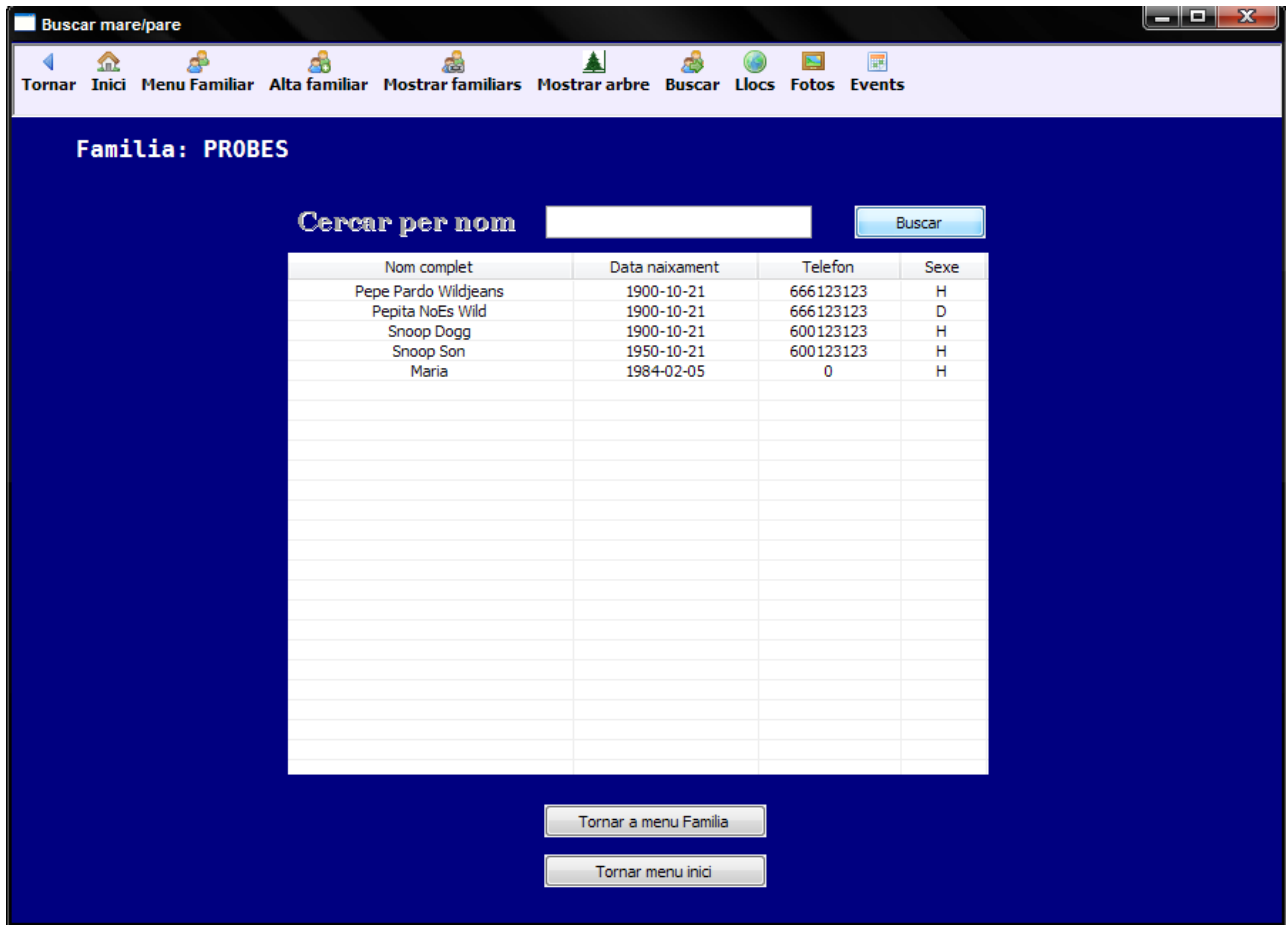 Buscar mare/pare
Tornar Inici Menu Familiar Alta familiar Mostrar familiars Mostrar arbre Buscar Llocs Fotos Events
Familia: PROBES
Cercar per nom Buscar
Nom complet Data naixament Telefon Sexe
Pepe Pardo Wildjeans 1900-10-21 666123123 H
Pepita NoEs Wild 1900-10-21 666123123 D
Snoop Dogg 1900-10-21 600123123 H
Snoop Son 1950-10-21 600123123 H
Maria 1984-02-05 0 H
Tornar a menu Familia
Tornar menu inici